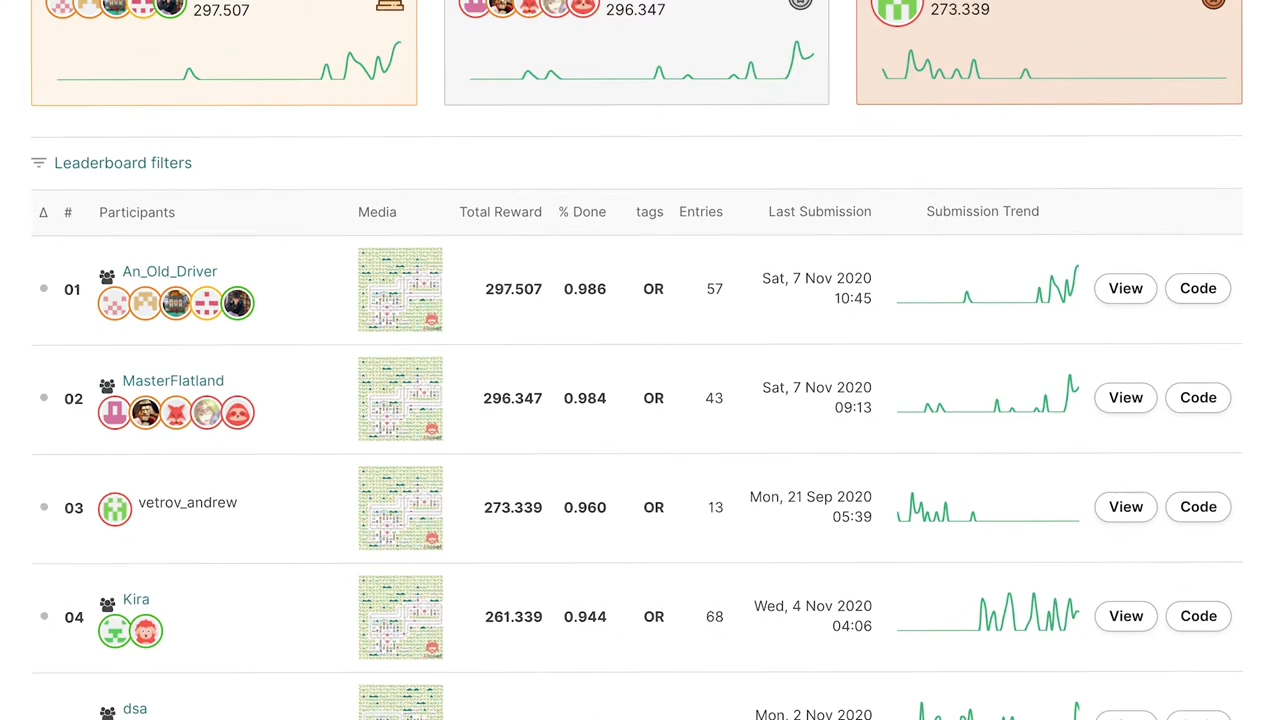 297.507
296.347
273.339
Leaderboard filters
Δ # Participants Media Total Reward % Done tags Entries Last Submission Submission Trend
An_Old_Driver
01 297.507 0.986 OR 57 Sat, 7 Nov 2020 10:45 View Code
MasterFlatland
02 296.347 0.984 OR 43 Sat, 7 Nov 2020 09:13 View Code
vetrov_andrew
03 273.339 0.960 OR 13 Mon, 21 Sep 2020 05:39 View Code
Kira
04 261.339 0.944 OR 68 Wed, 4 Nov 2020 View Code
dsa
Mon, 2 Nov 2020